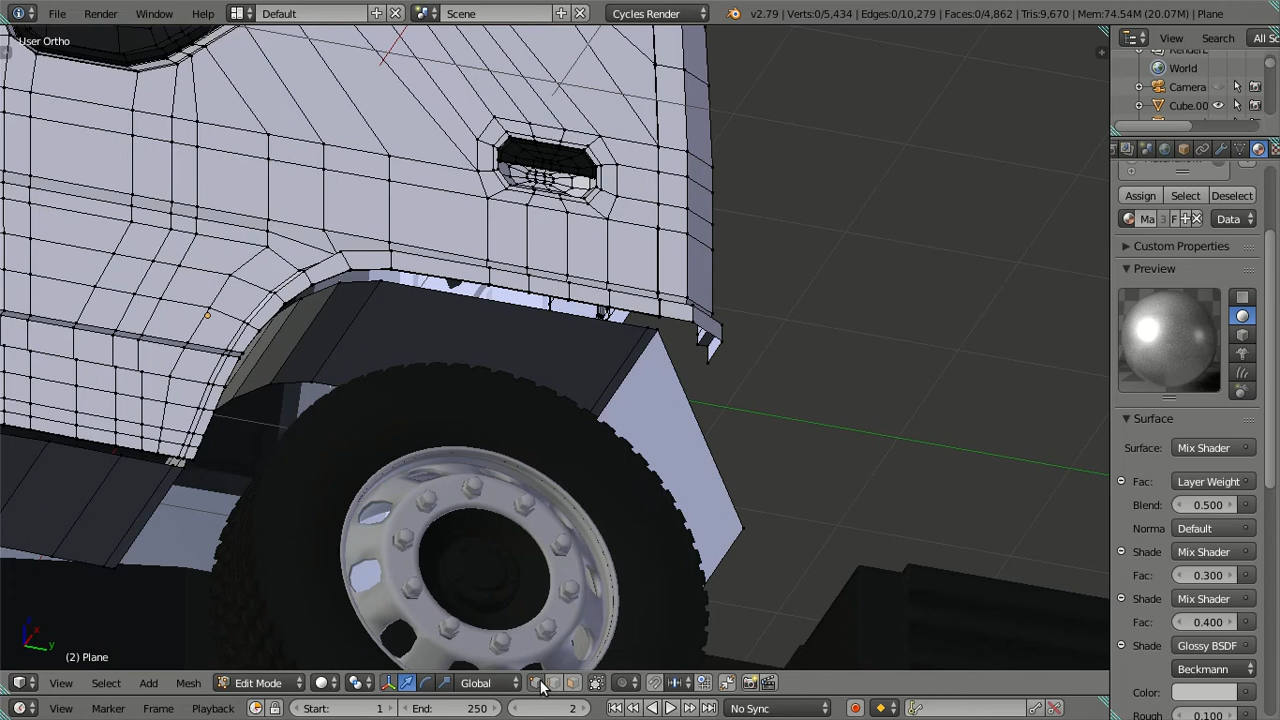 File Render Window Help Default Scene Cycles Render v2.79 | Verts:0/5,434 | Edges:0/10,279 | Faces:0/4,862 | Tris:9,670 | Mem:74.54M (20.07M) | Plane
User Ortho
View Search All Sc
World
Camera
Cube.00
Assign Select Deselect
Ma 3 F Data
Custom Properties
Preview
Surface
Surface: Mix Shader
Fac: Layer Weight
Blend: 0.500
Norma Default
Shade Mix Shader
Fac: 0.300
Shade Mix Shader
Fac: 0.400
Shade Glossy BSDF
Beckmann
Color:
Rough: 0.100
(2) Plane
View Select Add Mesh Edit Mode Global
View Marker Frame Playback Start: 1 End: 250 2 No Sync